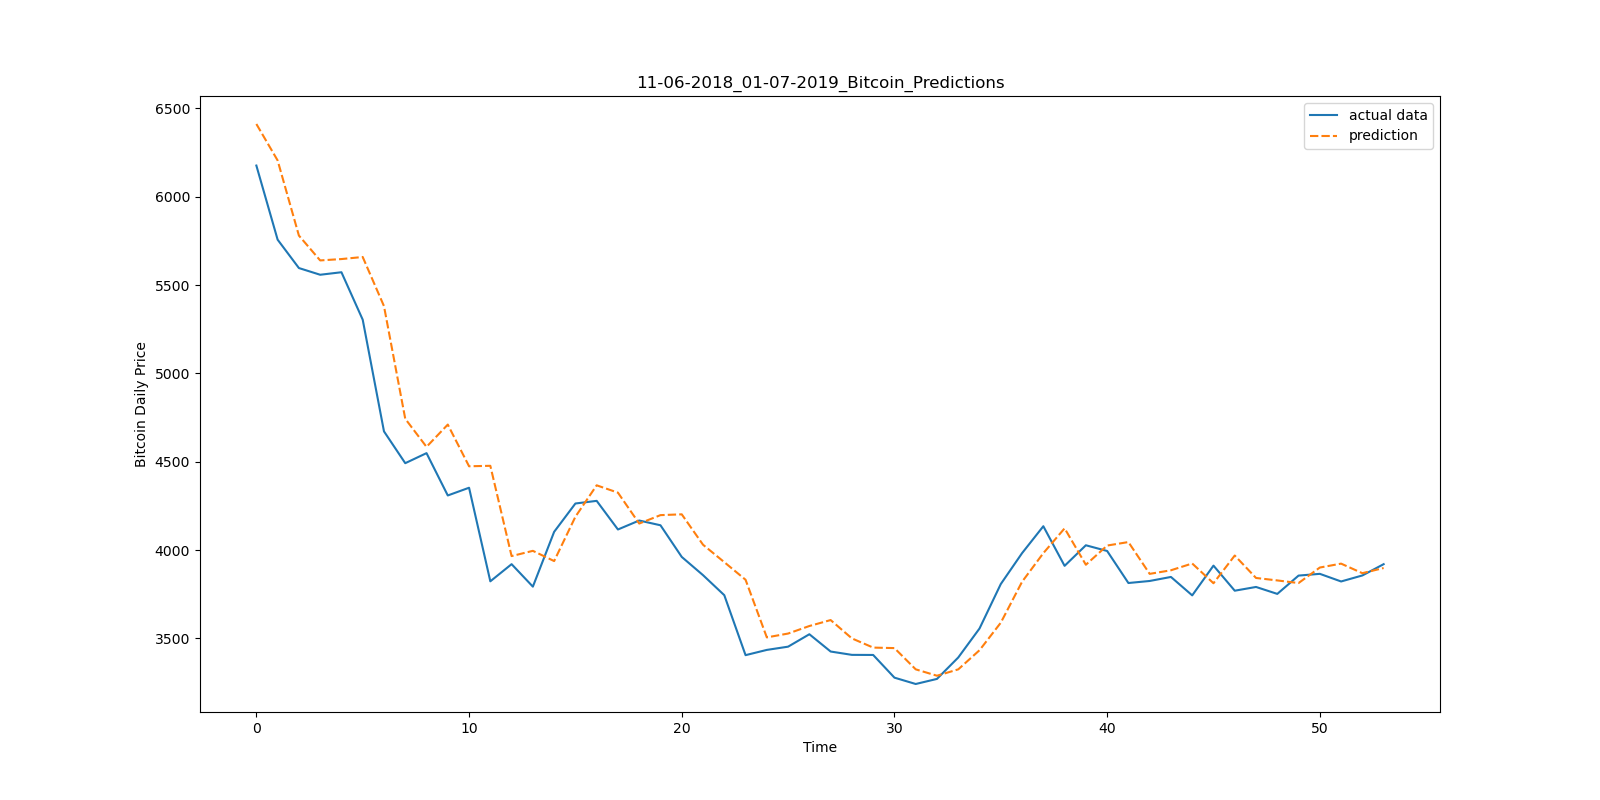 11-06-2018_01-07-2019_Bitcoin_Predictions
actual data
prediction
6500
6000
5500
5000
4500
4000
3500
Bitcoin Daily Price
0 10 20 30 40 50
Time